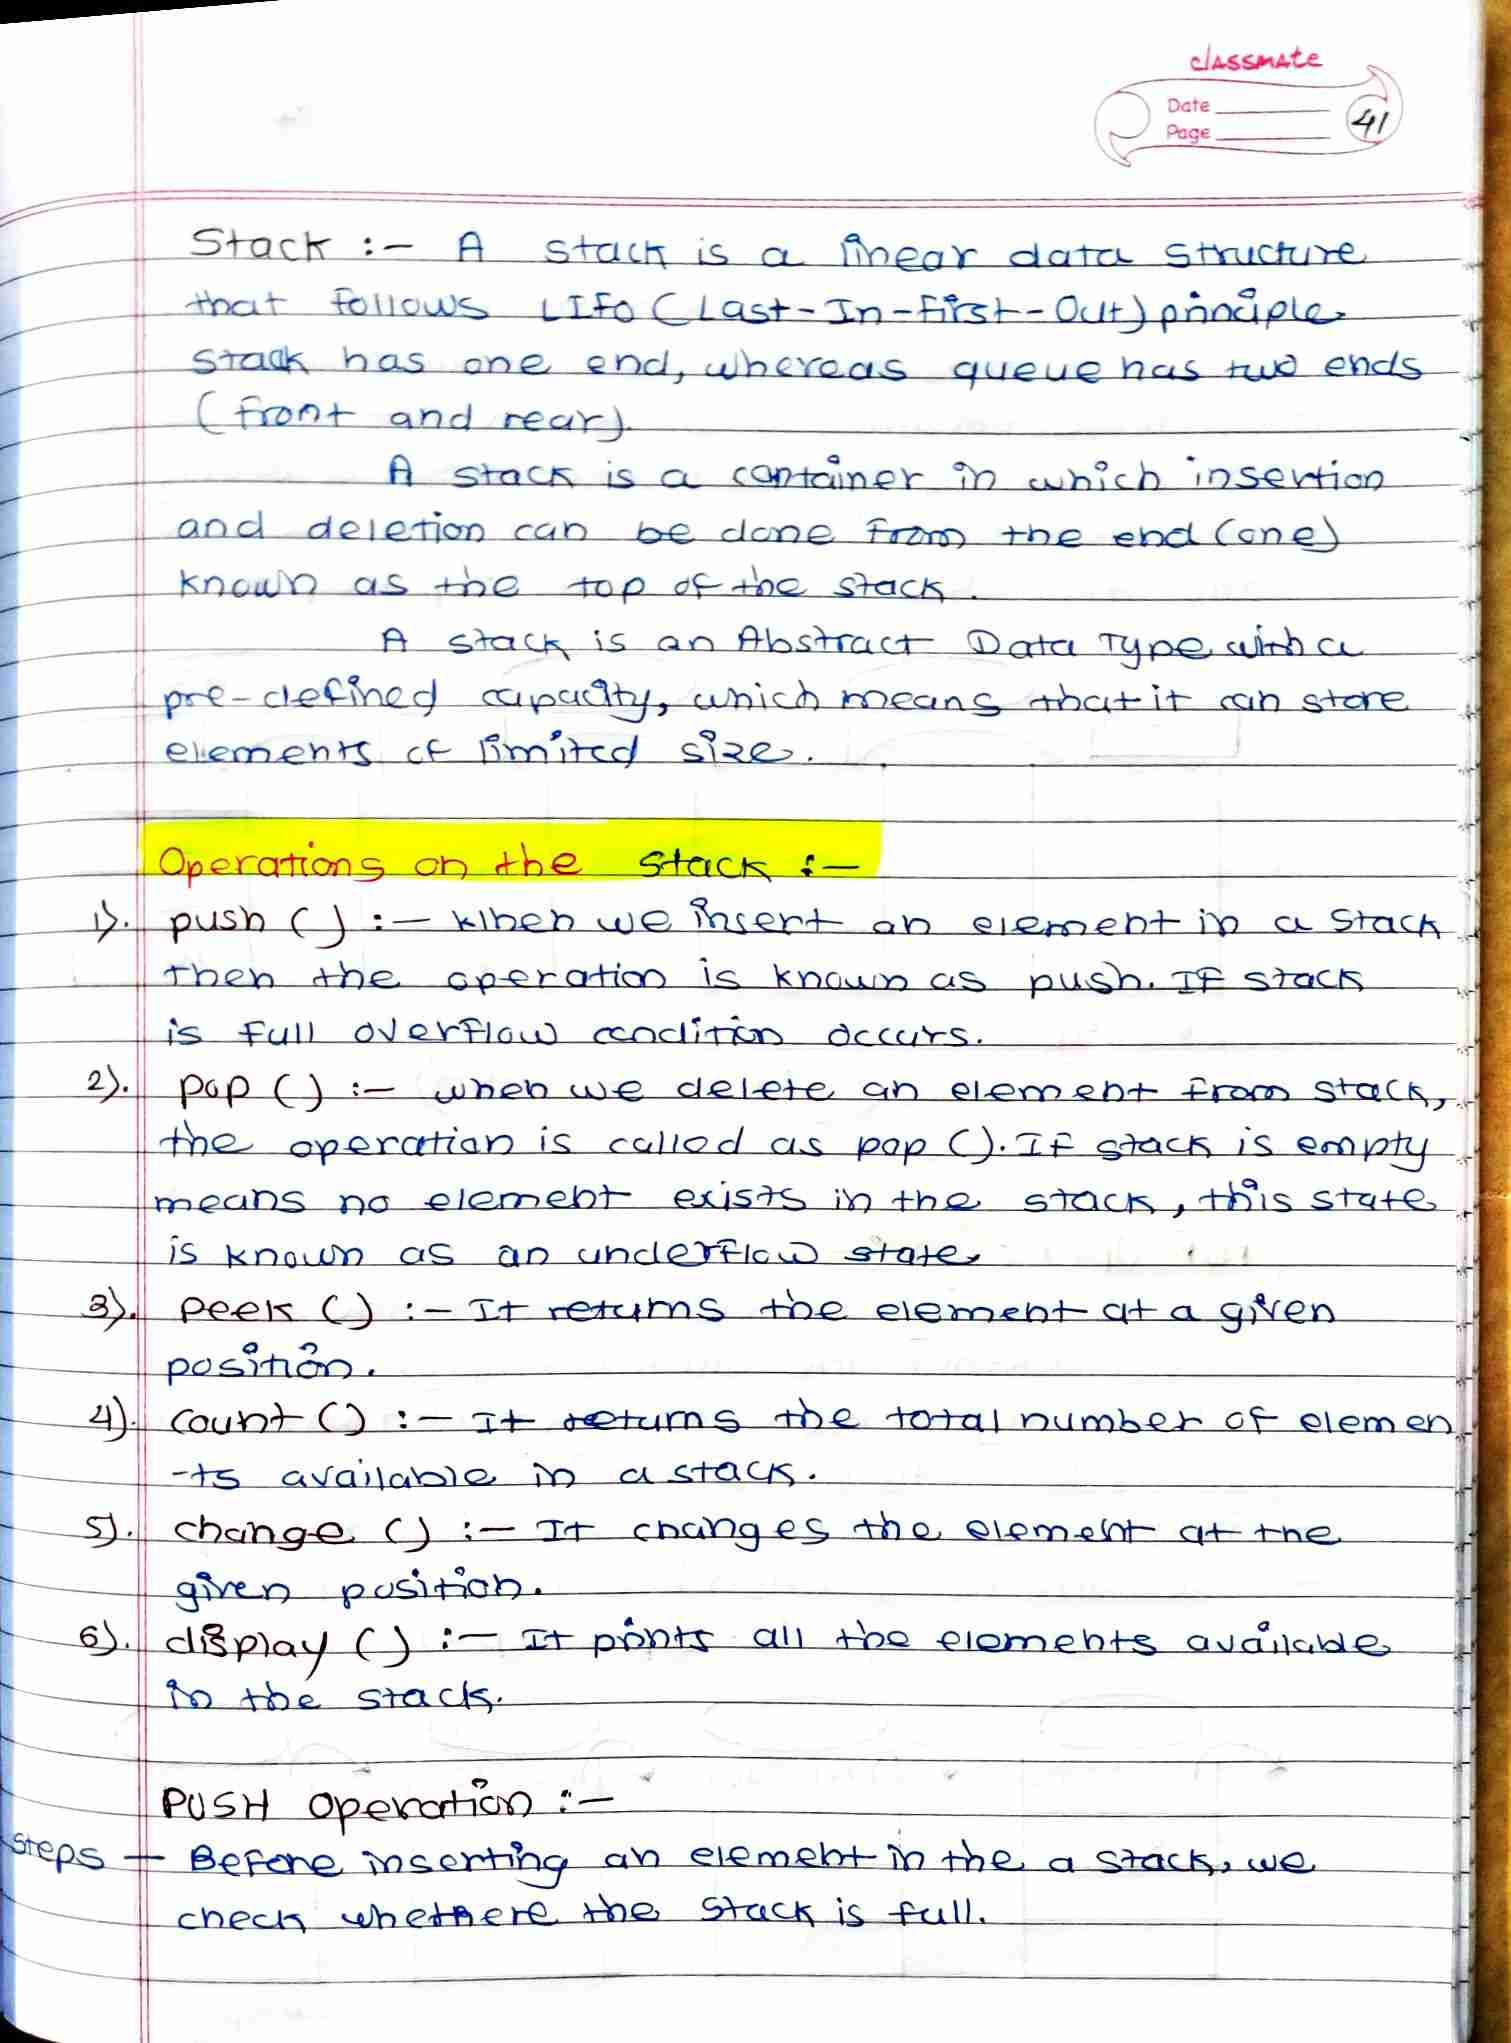 classmate
Date
Page
41
Stack :- A stack is a linear data structure
that follows LIFO (Last-In-First-Out) principle.
Stack has one end, whereas queue has two ends
(front and rear).
A stack is a container in which insertion
and deletion can be done from the end (one)
known as the top of the stack.
A stack is an Abstract Data Type with a
pre-defined capacity, which means that it can store
elements of limited size.
Operations on the stack :-
1). push () :- When we insert an element in a stack
then the operation is known as push. If stack
is full overflow condition occurs.
2). pop () :- when we delete an element from stack,
the operation is called as pop (). If stack is empty
means no element exists in the stack, this state
is known as an underflow state.
3). peek () :- It returns the element at a given
position.
4). count () :- It returns the total number of elemen
-ts available in a stack.
5). change () :- It changes the element at the
given position.
6). display () :- It prints all the elements available
in the stack.
PUSH operation :-
steps - Before inserting an element in the a stack, we
check whethere the stack is full.